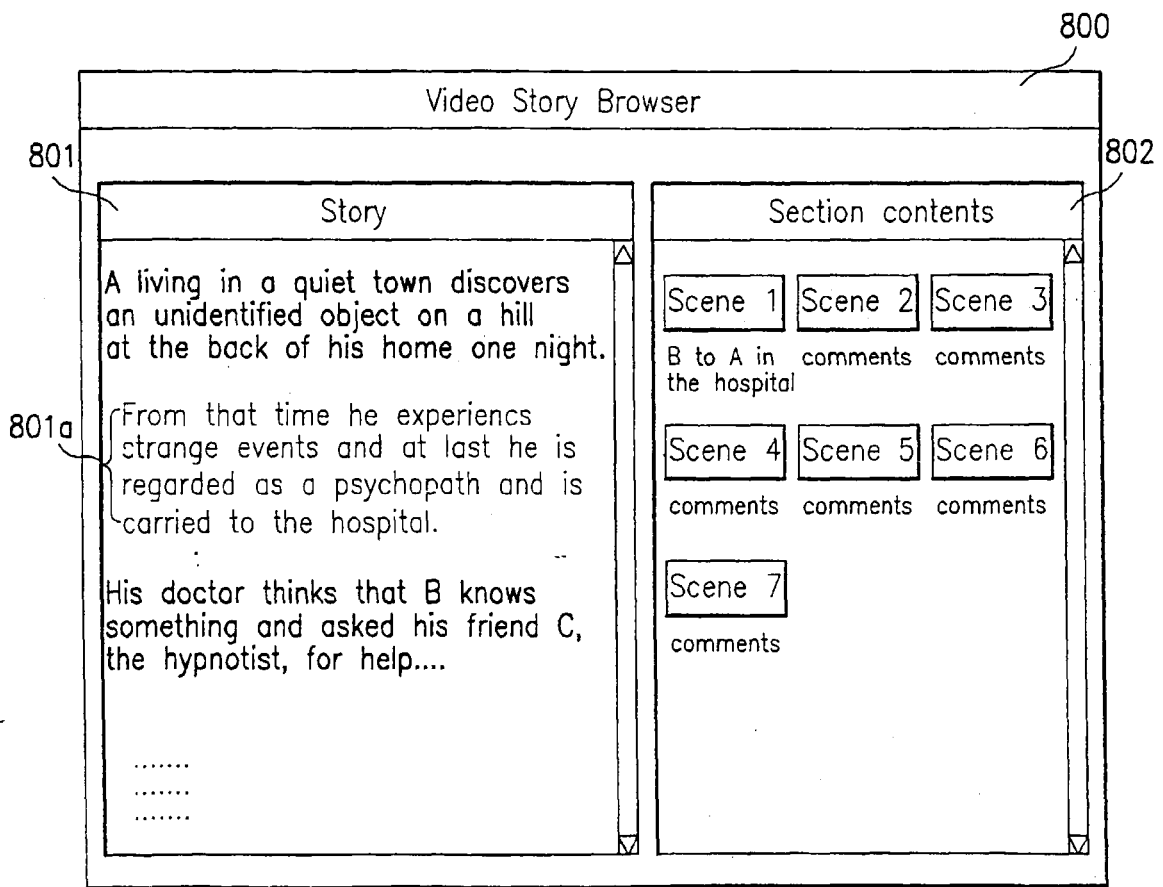 800
Video Story Browser
801
802
Story
A living in a quiet town discovers
an unidentified object on a hill
at the back of his home one night.
801a
From that time he experiencs
strange events and at last he is
regarded as a psychopath and is
carried to the hospital.
:
His doctor thinks that B knows
something and asked his friend C,
the hypnotist, for help....
.......
.......
.......
Section contents
Scene 1 Scene 2 Scene 3
B to A in comments comments
the hospital
Scene 4 Scene 5 Scene 6
comments comments comments
Scene 7
comments